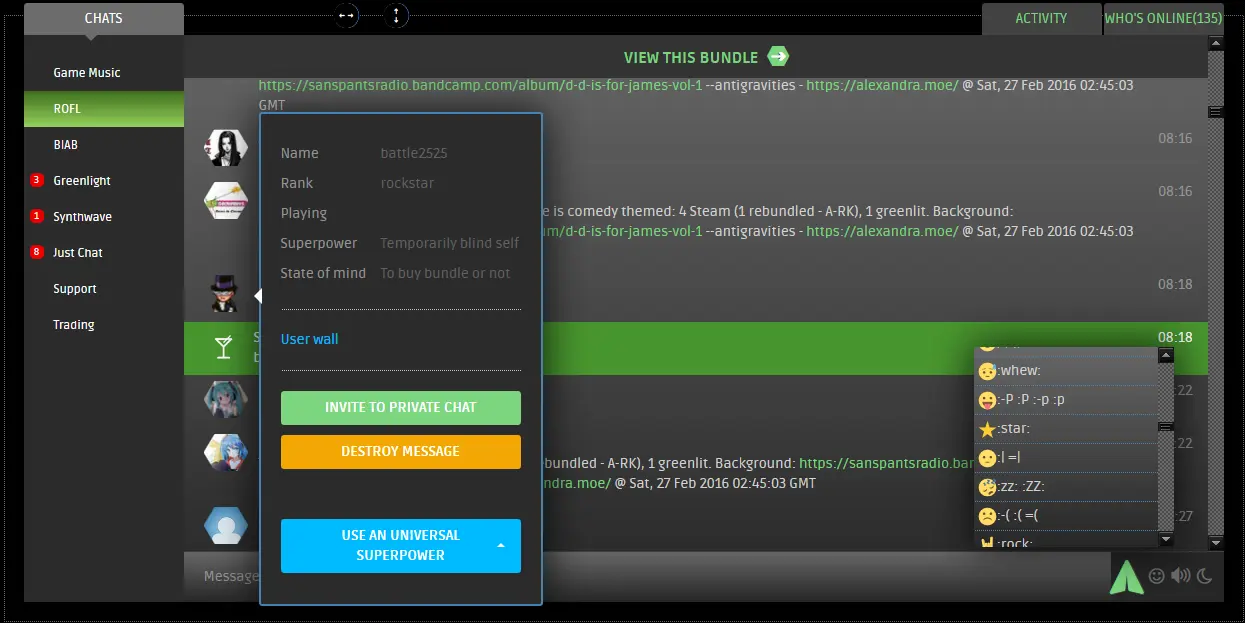 CHATS
ACTIVITY
WHO'S ONLINE(135)
Game Music
ROFL
BIAB
3 Greenlight
1 Synthwave
8 Just Chat
Support
Trading
VIEW THIS BUNDLE
https://sanspantsradio.bandcamp.com/album/d-d-is-for-james-vol-1 --antigravities - https://alexandra.moe/ @ Sat, 27 Feb 2016 02:45:03
GMT
08:16
08:16
e is comedy themed: 4 Steam (1 rebundled - A-RK), 1 greenlit. Background:
um/d-d-is-for-james-vol-1 --antigravities - https://alexandra.moe/ @ Sat, 27 Feb 2016 02:45:03
08:18
S
b
08:18
:22
:22
ebundled - A-RK), 1 greenlit. Background: https://sanspantsradio.bar
ndra.moe/ @ Sat, 27 Feb 2016 02:45:03 GMT
:27
Message
Name battle2525
Rank rockstar
Playing
Superpower Temporarily blind self
State of mind To buy bundle or not
User wall
INVITE TO PRIVATE CHAT
DESTROY MESSAGE
USE AN UNIVERSAL
SUPERPOWER
:whew:
:-P :P :-p :p
:star:
:| =|
:zz: :ZZ:
:-( :( =(
:rock: